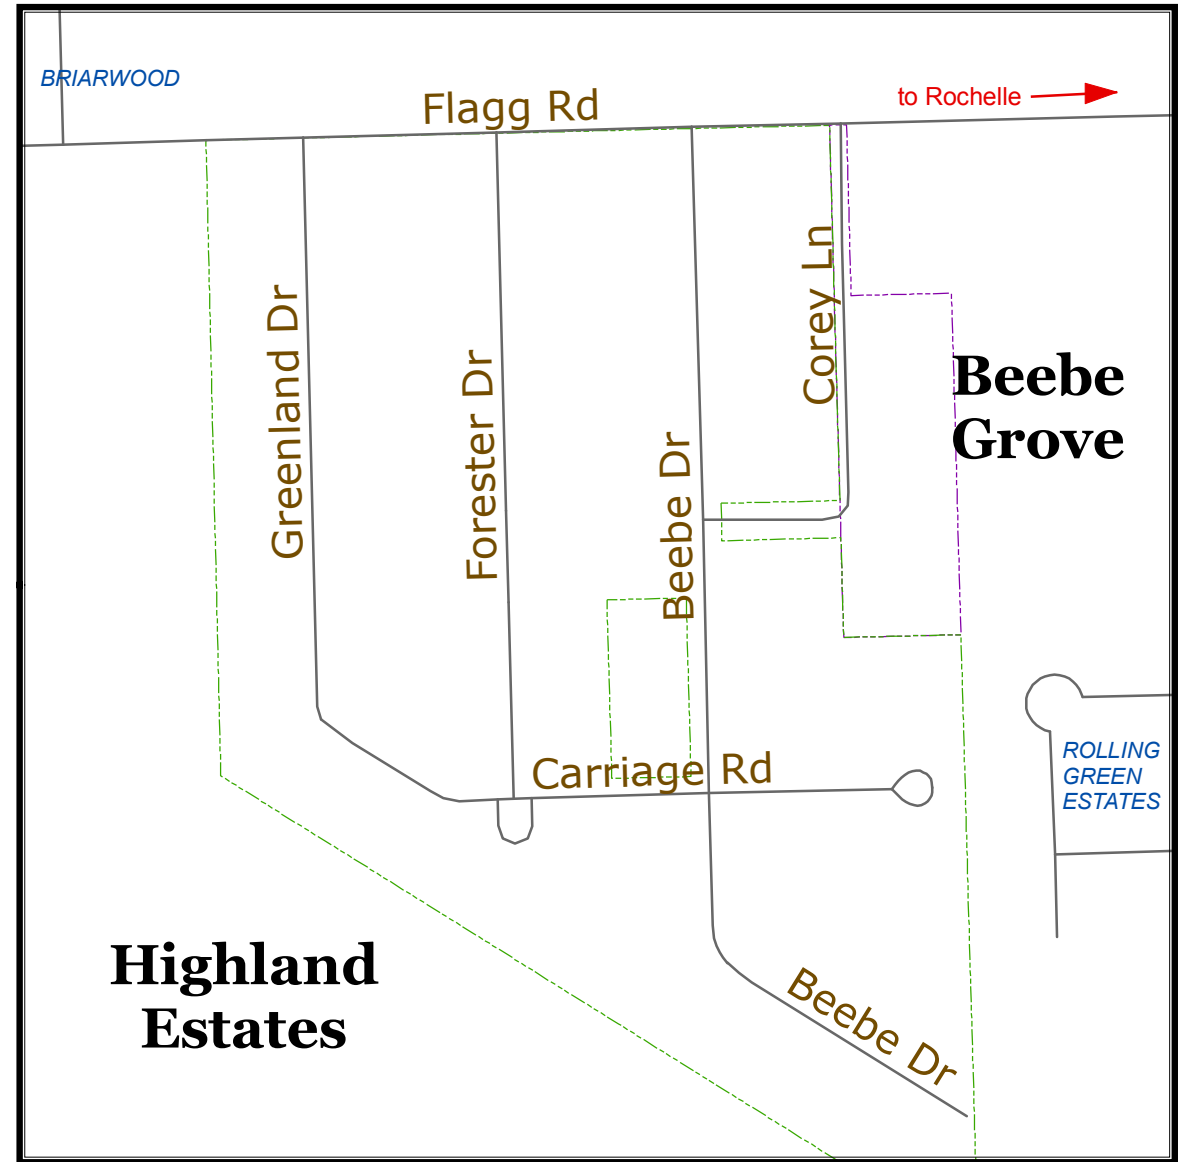 BRIARWOOD
Flagg Rd
to Rochelle
Greenland Dr
Forester Dr
Beebe Dr
Corey Ln
Beebe
Grove
Carriage Rd
ROLLING
GREEN
ESTATES
Highland
Estates
Beebe Dr